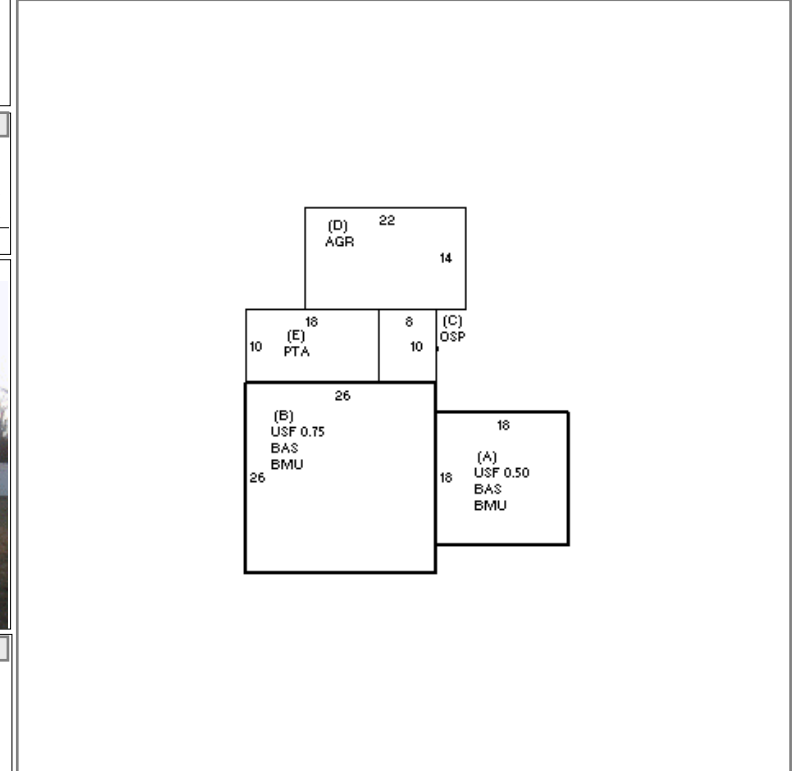 (D)
AGR
22
14
18
(E)
PTA
10
8
10
(C)
OSP
26
(B)
USF 0.75
BAS
BMU
26
18
18
(A)
USF 0.50
BAS
BMU